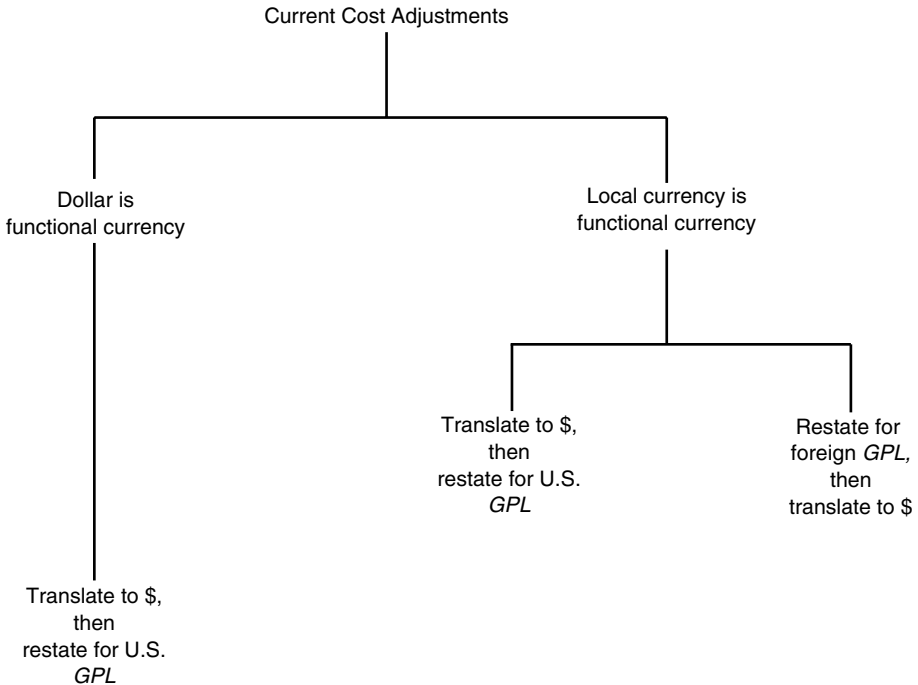 Current Cost Adjustments
Dollar is
functional currency
Local currency is
functional currency
Translate to $,
then
restate for U.S.
GPL
Restate for
foreign GPL,
then
translate to $
Translate to $,
then
restate for U.S.
GPL